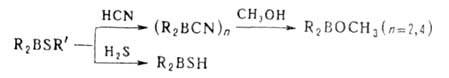 R₂BSR′ HCN (R₂BCN)ₙ CH₃OH R₂BOCH₃(n=2,4)
H₂S R₂BSH